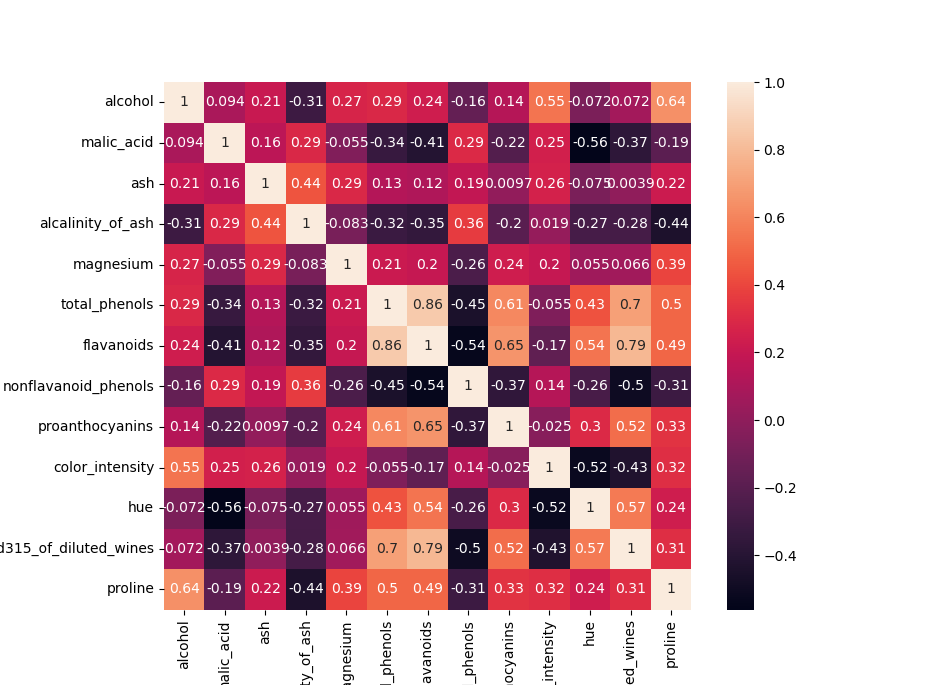 alcohol 1 0.094 0.21 -0.31 0.27 0.29 0.24 -0.16 0.14 0.55 -0.072 0.072 0.64
malic_acid 0.094 1 0.16 0.29 -0.055 -0.34 -0.41 0.29 -0.22 0.25 -0.56 -0.37 -0.19
ash 0.21 0.16 1 0.44 0.29 0.13 0.12 0.19 0.0097 0.26 -0.075 0.0039 0.22
alcalinity_of_ash -0.31 0.29 0.44 1 -0.083 -0.32 -0.35 0.36 -0.2 0.019 -0.27 -0.28 -0.44
magnesium 0.27 -0.055 0.29 -0.083 1 0.21 0.2 -0.26 0.24 0.2 0.055 0.066 0.39
total_phenols 0.29 -0.34 0.13 -0.32 0.21 1 0.86 -0.45 0.61 -0.055 0.43 0.7 0.5
flavanoids 0.24 -0.41 0.12 -0.35 0.2 0.86 1 -0.54 0.65 -0.17 0.54 0.79 0.49
nonflavanoid_phenols -0.16 0.29 0.19 0.36 -0.26 -0.45 -0.54 1 -0.37 0.14 -0.26 -0.5 -0.31
proanthocyanins 0.14 -0.22 0.0097 -0.2 0.24 0.61 0.65 -0.37 1 -0.025 0.3 0.52 0.33
color_intensity 0.55 0.25 0.26 0.019 0.2 -0.055 -0.17 0.14 -0.025 1 -0.52 -0.43 0.32
hue -0.072 -0.56 -0.075 -0.27 0.055 0.43 0.54 -0.26 0.3 -0.52 1 0.57 0.24
d315_of_diluted_wines 0.072 -0.37 0.0039 -0.28 0.066 0.7 0.79 -0.5 0.52 -0.43 0.57 1 0.31
proline 0.64 -0.19 0.22 -0.44 0.39 0.5 0.49 -0.31 0.33 0.32 0.24 0.31 1
alcohol
alic_acid
ash
ty_of_ash
agnesium
l_phenols
avanoids
_phenols
ocyanins
_intensity
hue
ed_wines
proline
1.0
0.8
0.6
0.4
0.2
0.0
−0.2
−0.4